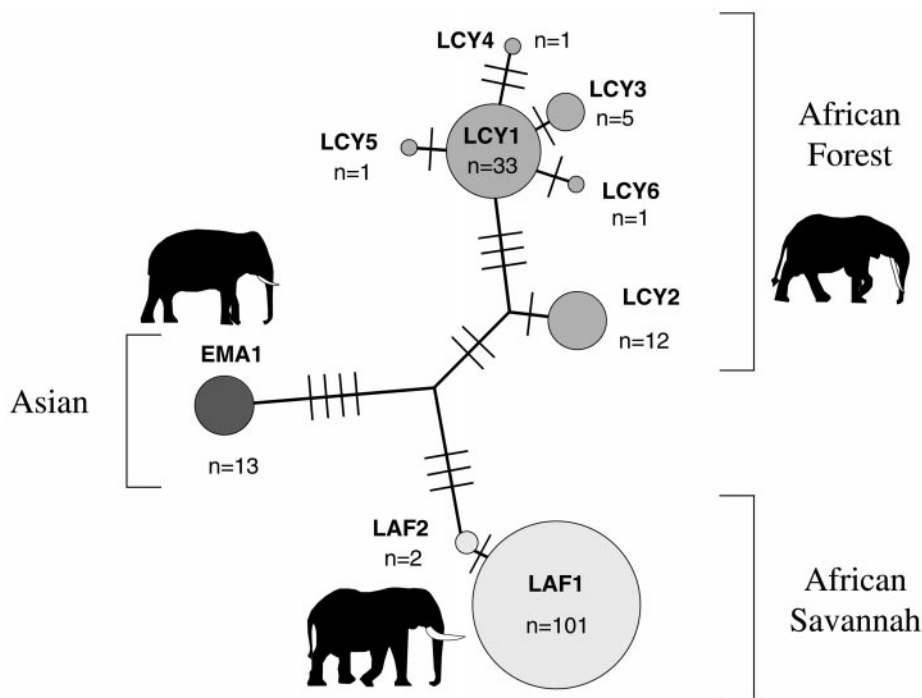 LCY4
n=1
LCY3
n=5
LCY5
n=1
LCY1
n=33
LCY6
n=1
African
Forest
LCY2
n=12
EMA1
Asian
n=13
LAF2
n=2
LAF1
n=101
African
Savannah